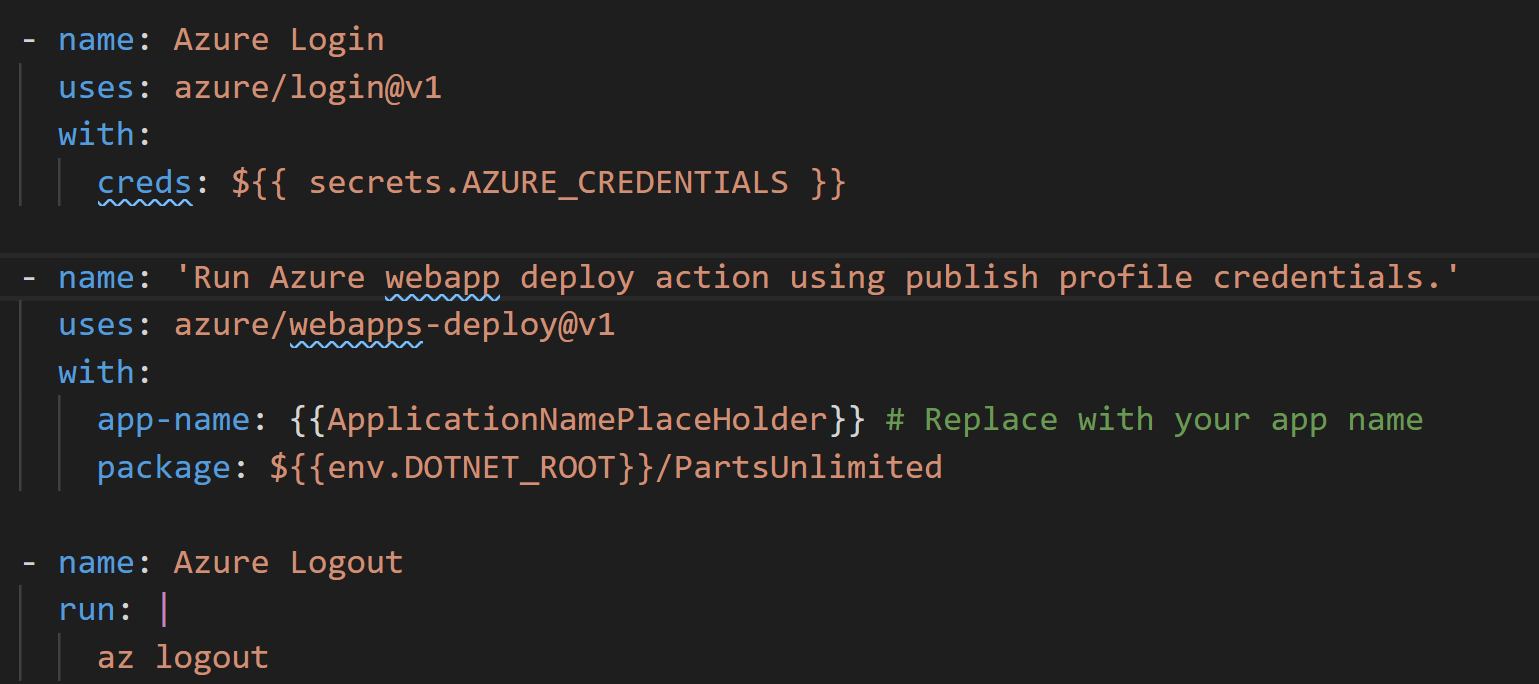 - name: Azure Login
  uses: azure/login@v1
  with:
    creds: ${{ secrets.AZURE_CREDENTIALS }}

- name: 'Run Azure webapp deploy action using publish profile credentials.'
  uses: azure/webapps-deploy@v1
  with:
    app-name: {{ApplicationNamePlaceHolder}} # Replace with your app name
    package: ${{env.DOTNET_ROOT}}/PartsUnlimited

- name: Azure Logout
  run: |
    az logout